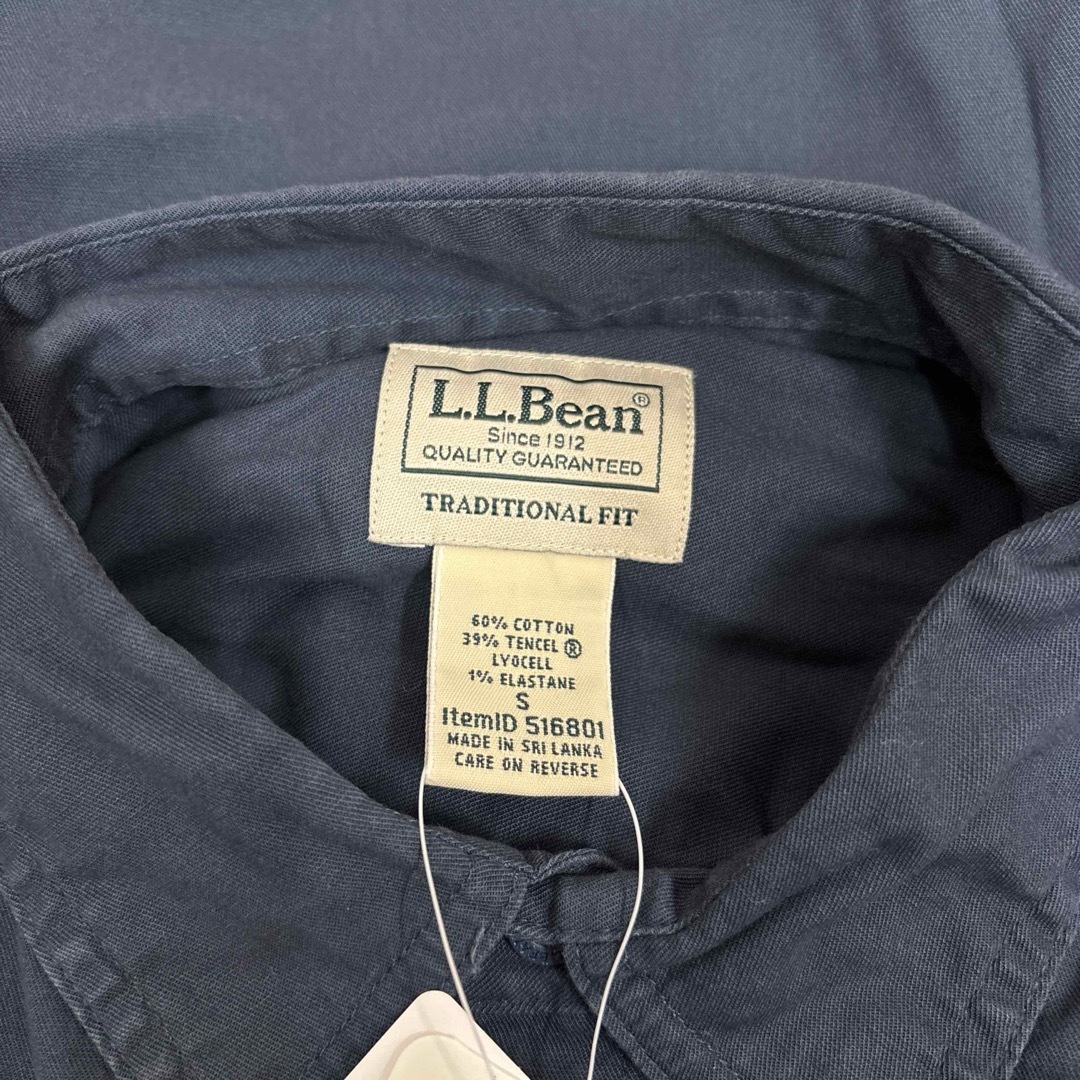 L.L.Bean®
Since 1912
QUALITY GUARANTEED
TRADITIONAL FIT
60% COTTON
39% TENCEL ®
LYOCELL
1% ELASTANE
S
ItemID 516801
MADE IN SRI LANKA
CARE ON REVERSE